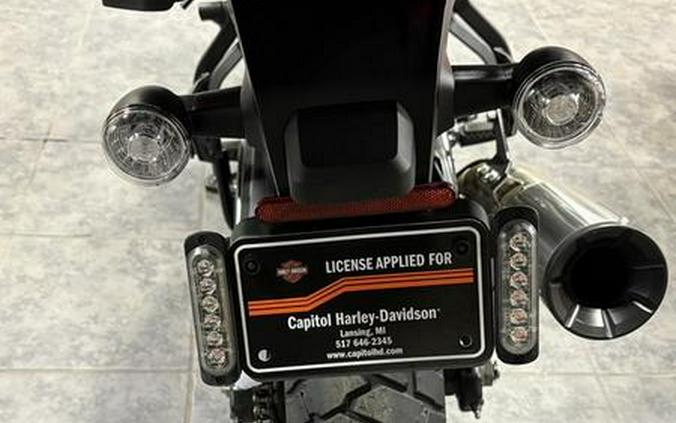 LICENSE APPLIED FOR
Capitol Harley-Davidson
Lansing, MI
517 646-2345
www.capitolhd.com